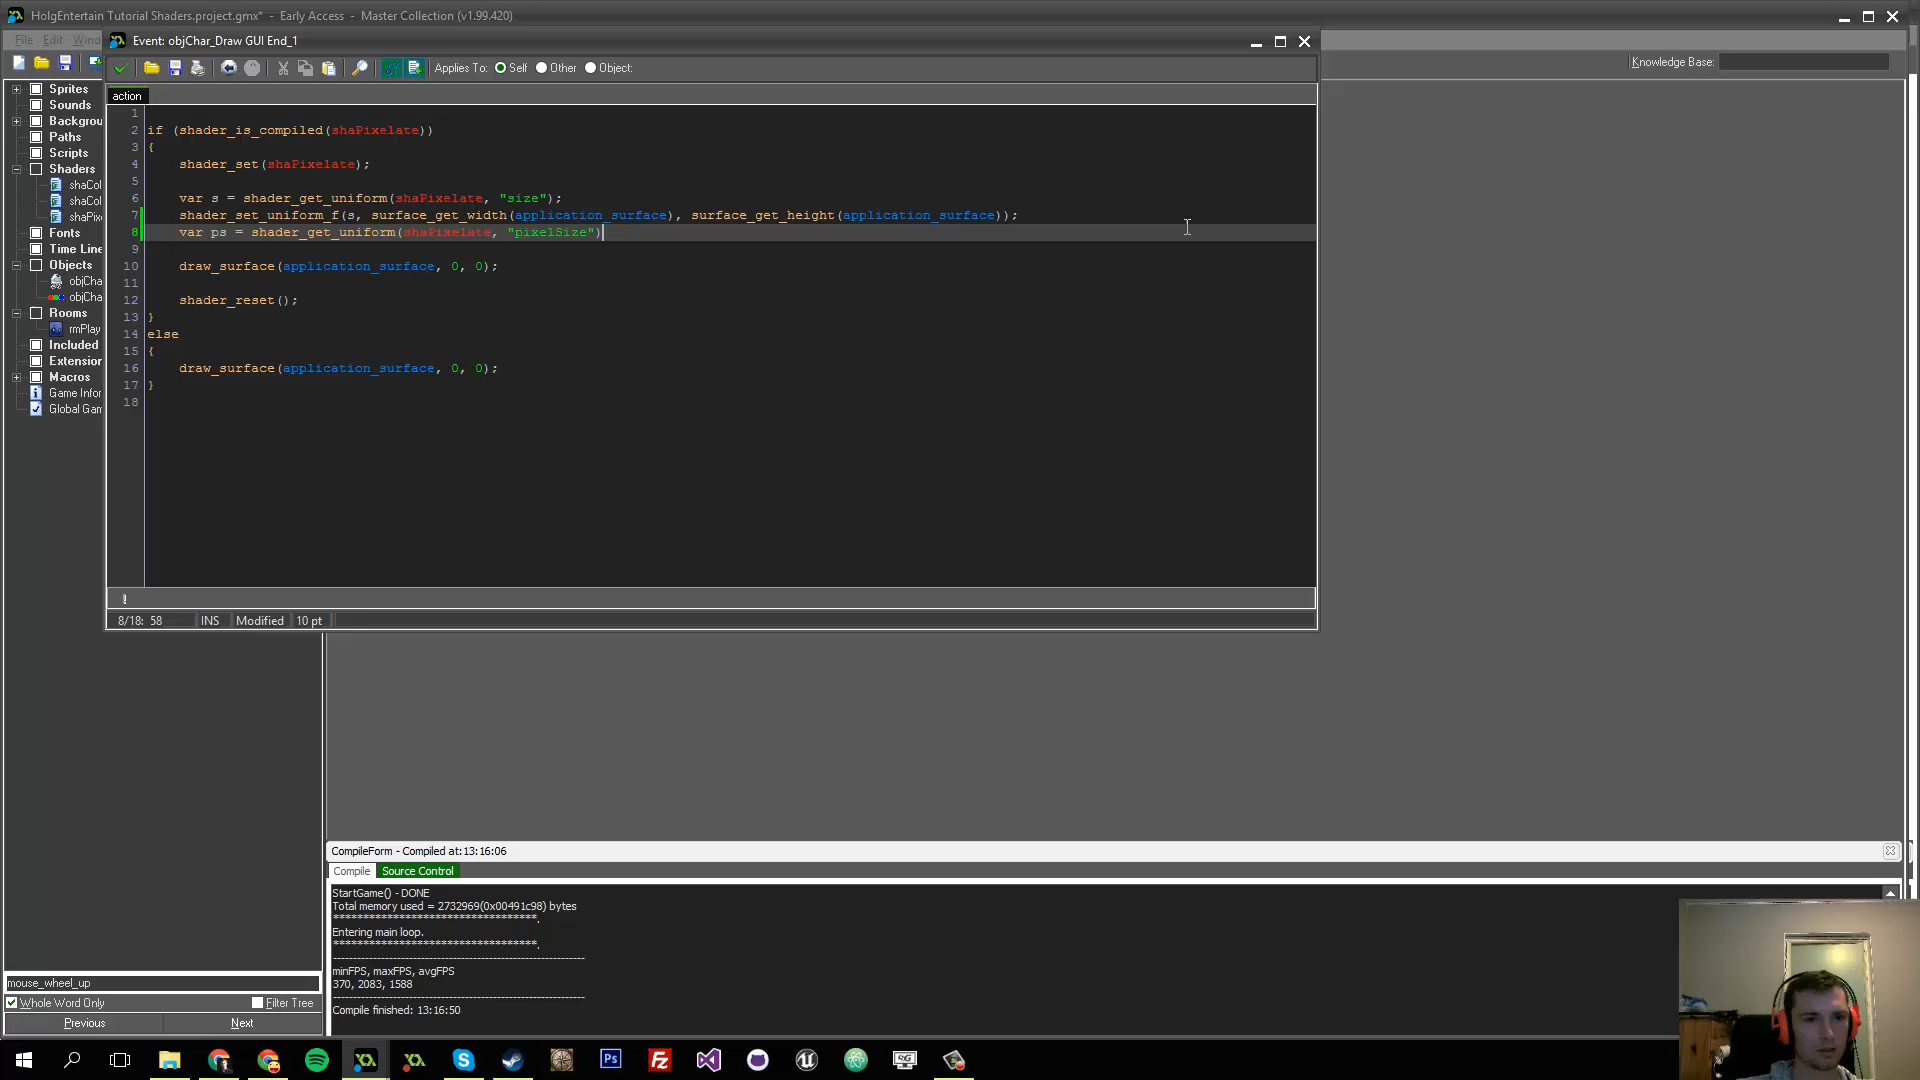 HolgEntertain Tutorial Shaders.project.gmx* - Early Access - Master Collection (v1.99.420)
File Edit Wind
Event: objChar_Draw GUI End_1
Applies To: Self Other Object:
Knowledge Base:
action
Sprites
Sounds
Backgrou
Paths
Scripts
Shaders
shaCol
shaCol
shaPix
Fonts
Time Line
Objects
objCha
objCha
Rooms
rmPlay
Included
Extension
Macros
Game Infor
Global Gam
1
2 if (shader_is_compiled(shaPixelate))
3 {
4 shader_set(shaPixelate);
5
6 var s = shader_get_uniform(shaPixelate, "size");
7 shader_set_uniform_f(s, surface_get_width(application_surface), surface_get_height(application_surface));
8 var ps = shader_get_uniform(shaPixelate, "pixelSize")
9
10 draw_surface(application_surface, 0, 0);
11
12 shader_reset();
13 }
14 else
15 {
16 draw_surface(application_surface, 0, 0);
17 }
18
8/18: 58 INS Modified 10 pt
CompileForm - Compiled at:13:16:06
Compile Source Control
StartGame() - DONE
Total memory used = 2732969(0x00491c98) bytes
***********************************.
Entering main loop.
***********************************.
minFPS, maxFPS, avgFPS
370, 2083, 1588
Compile finished: 13:16:50
mouse_wheel_up
Whole Word Only Filter Tree
Previous Next